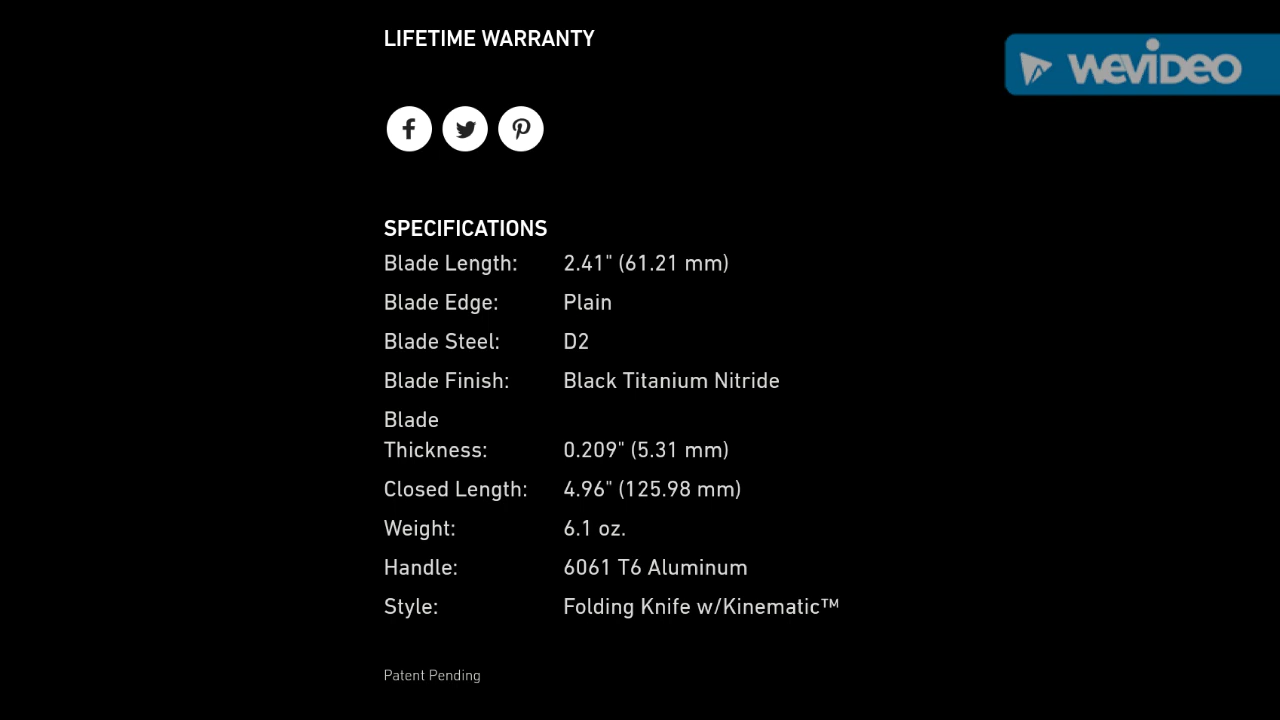 LIFETIME WARRANTY
WEVIDEO
SPECIFICATIONS
Blade Length: 2.41" (61.21 mm)
Blade Edge: Plain
Blade Steel: D2
Blade Finish: Black Titanium Nitride
Blade
Thickness: 0.209" (5.31 mm)
Closed Length: 4.96" (125.98 mm)
Weight: 6.1 oz.
Handle: 6061 T6 Aluminum
Style: Folding Knife w/Kinematic™
Patent Pending